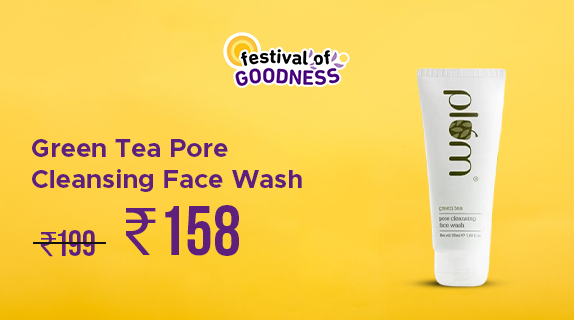 festival of
GOODNESS
Green Tea Pore
Cleansing Face Wash
₹199 ₹158
plum
®
green tea
pore cleansing
face wash